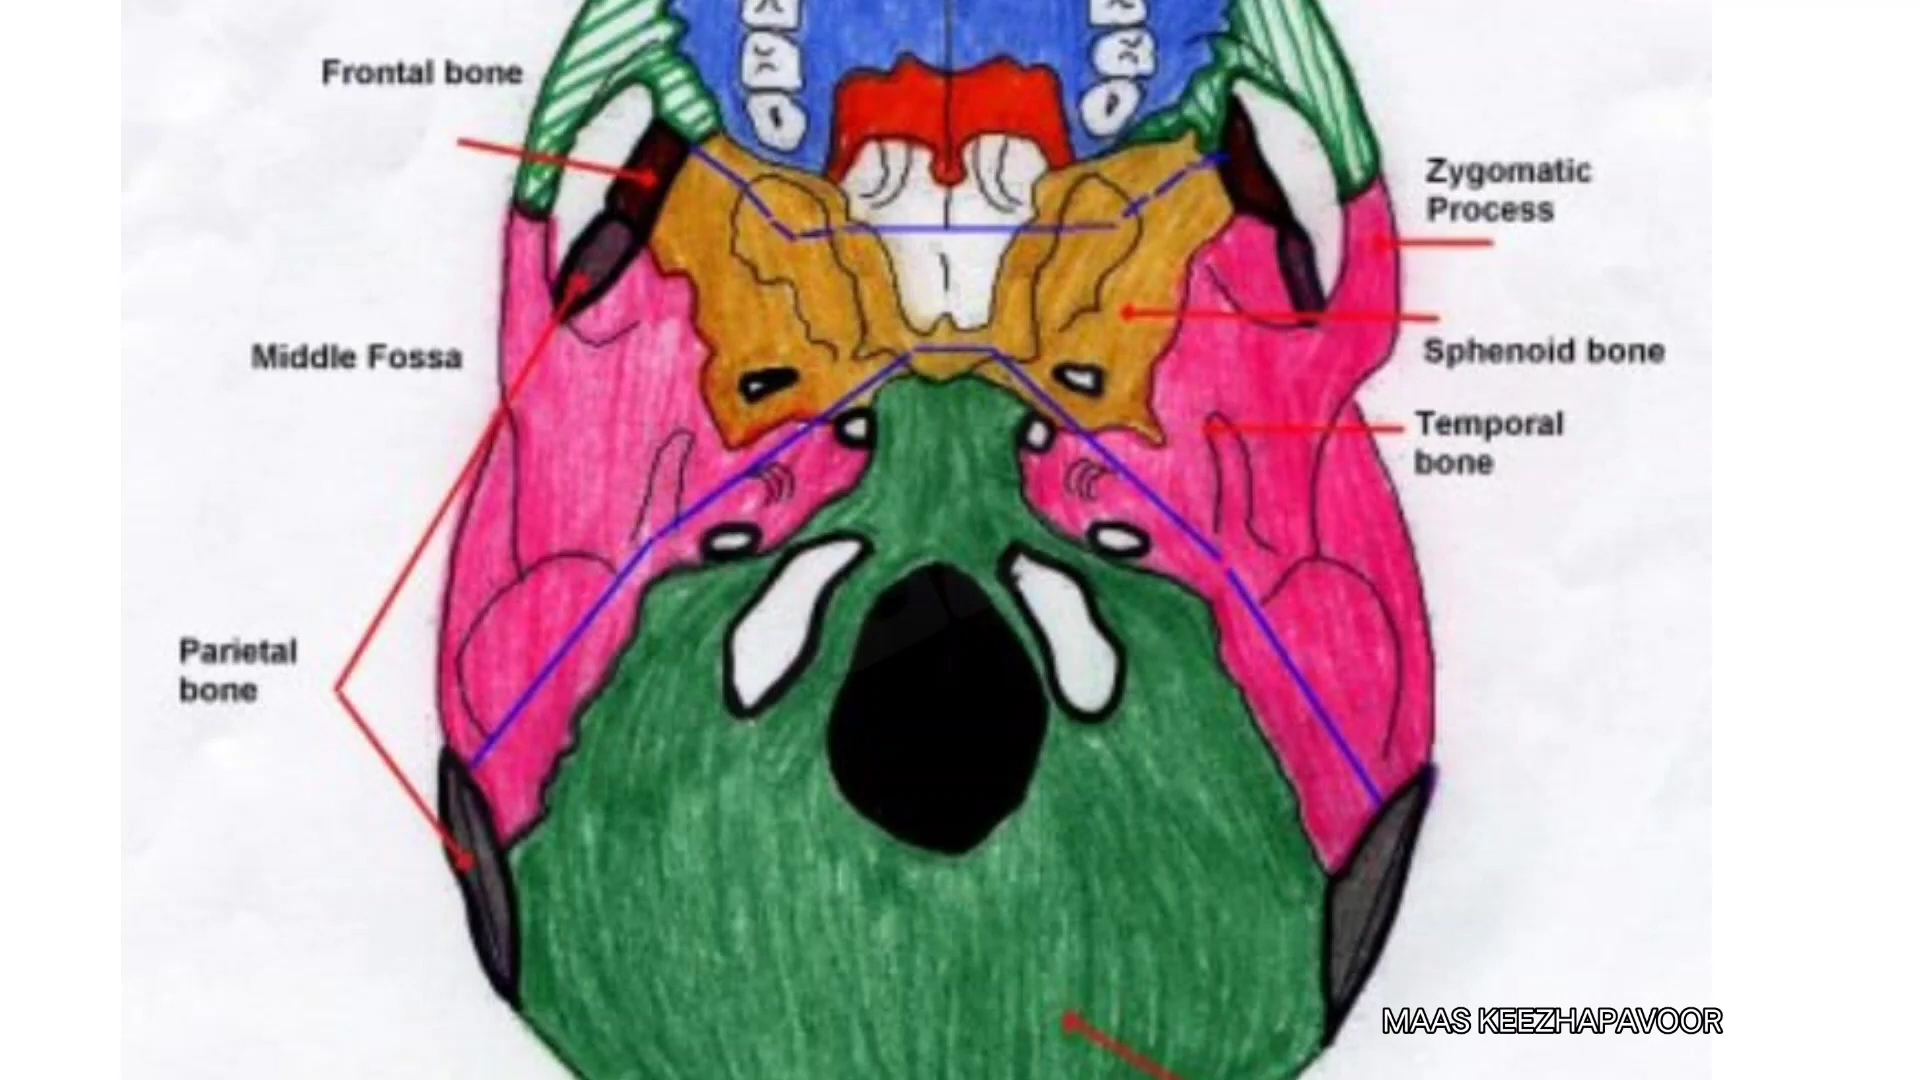 Frontal bone
Zygomatic
Process
Middle Fossa
Sphenoid bone
Temporal
bone
Parietal
bone
MAAS KEEZHAPAVOOR